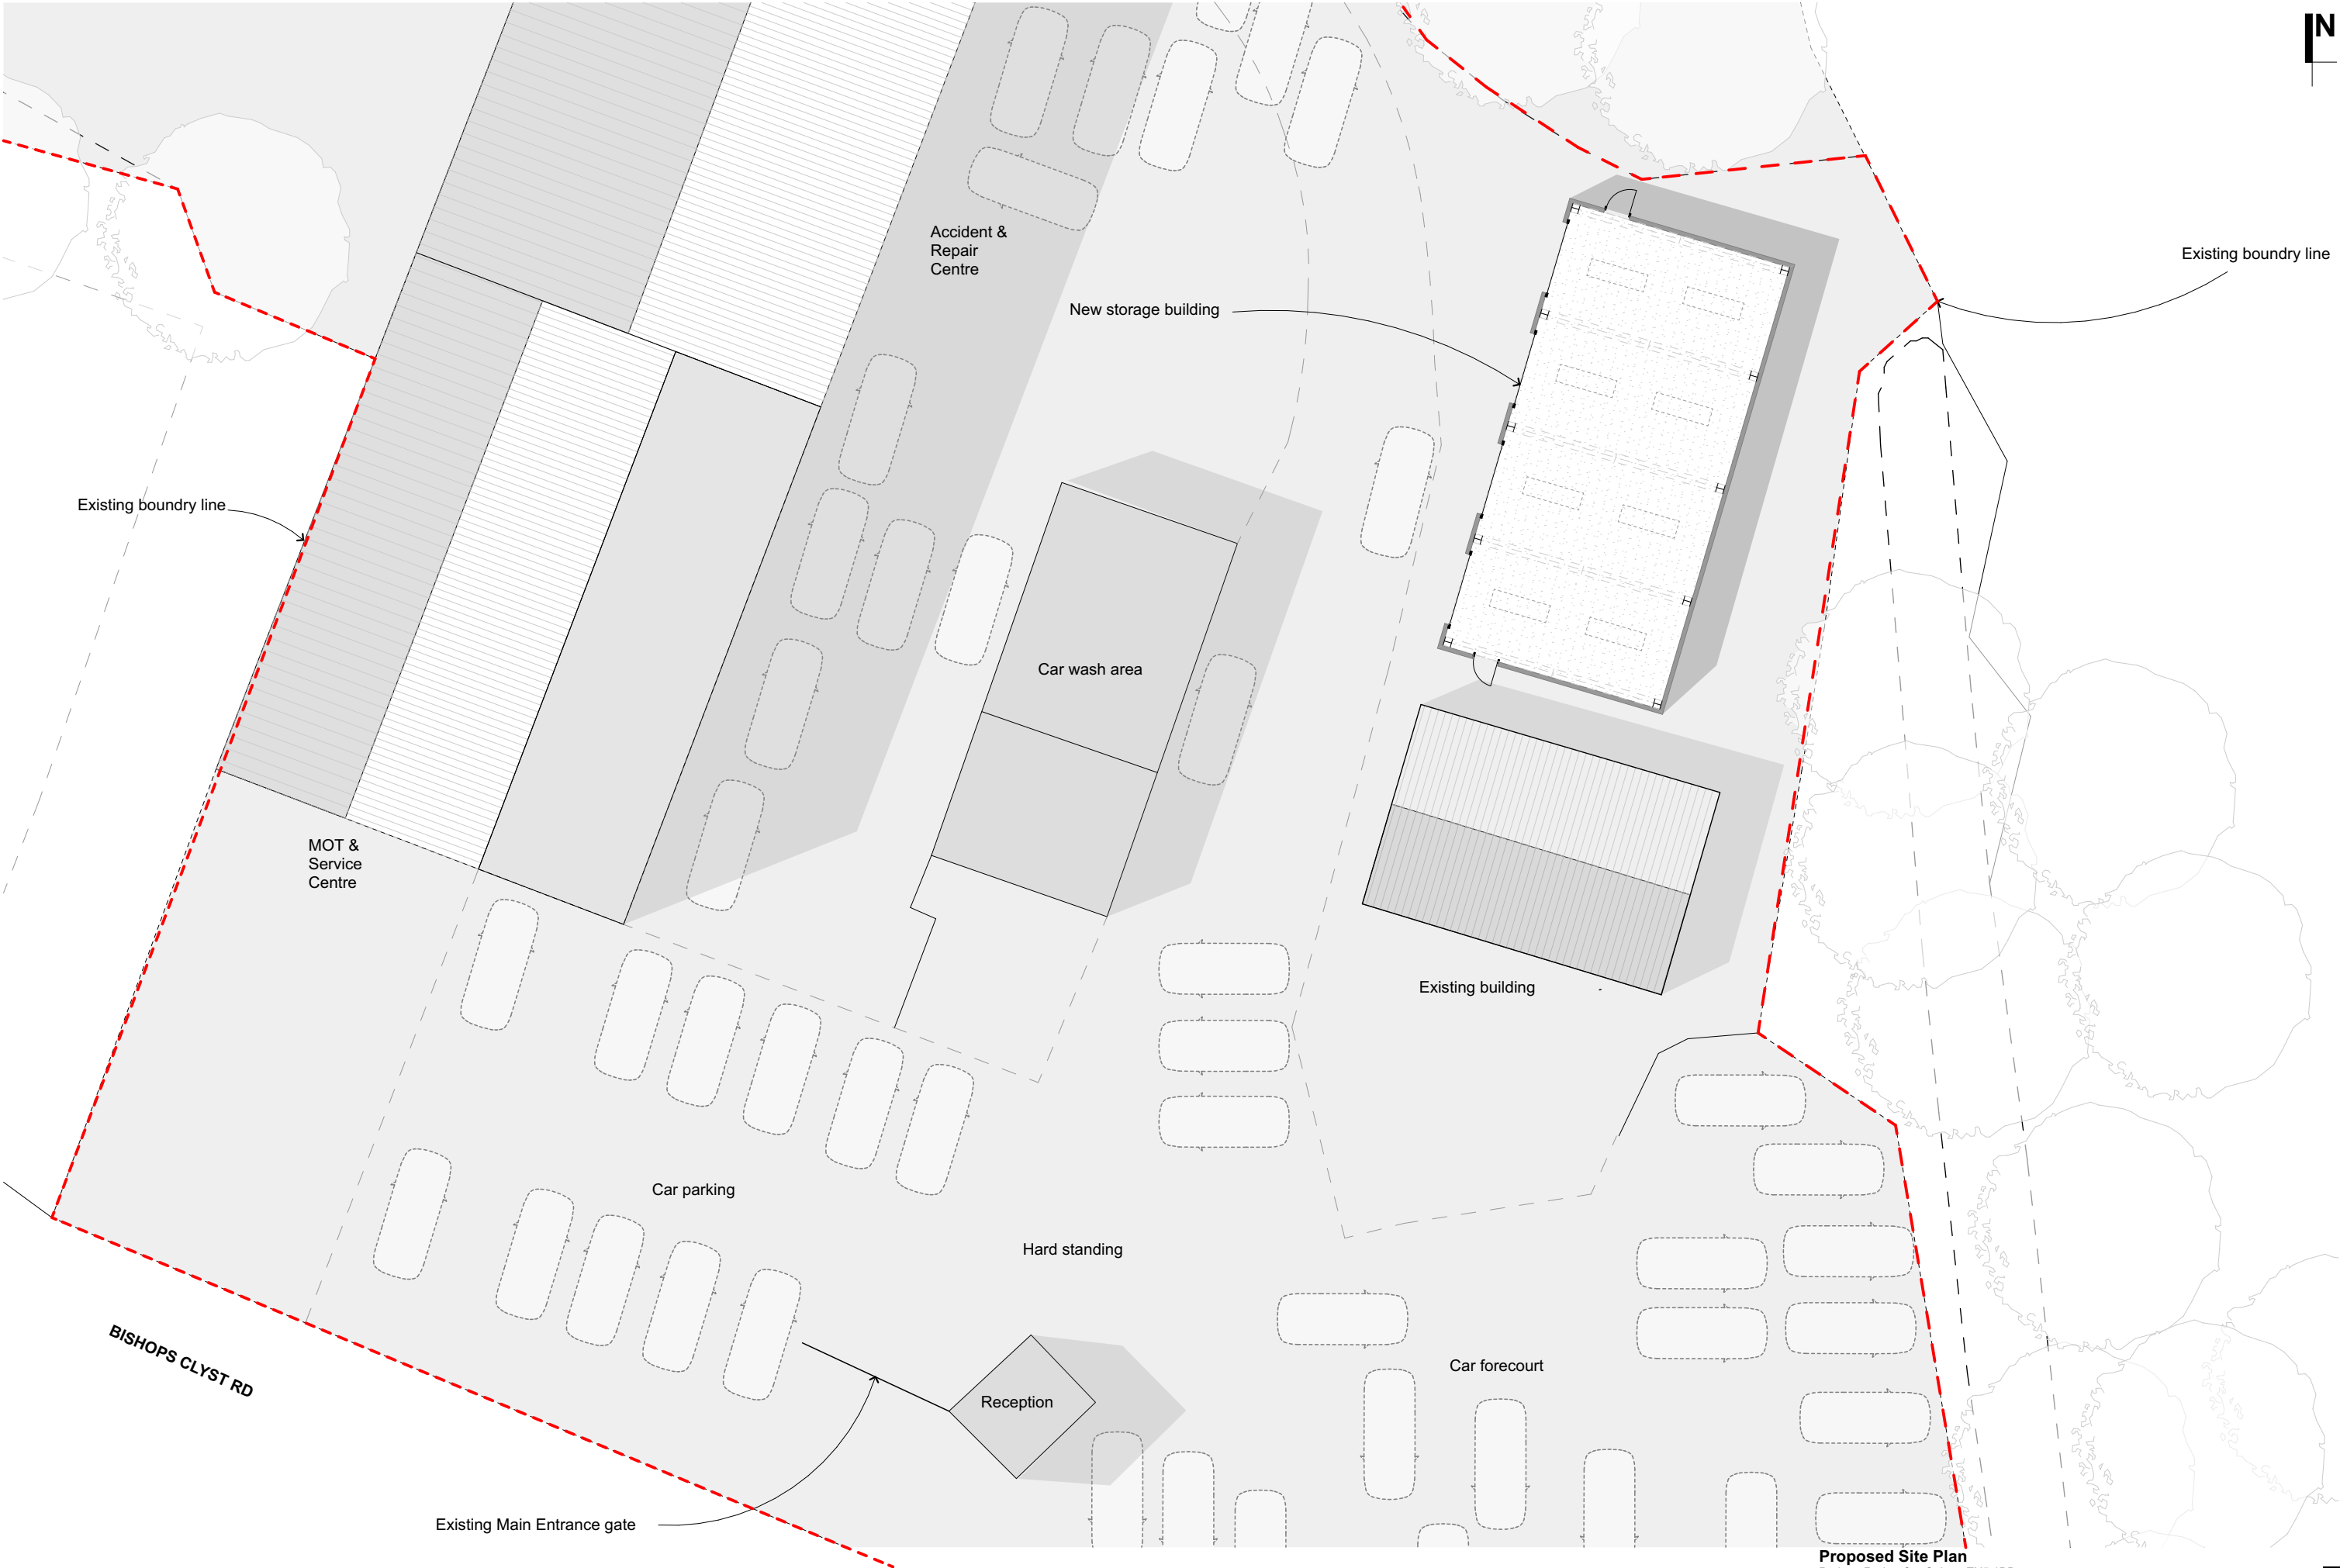 N
Accident &
Repair
Centre
Existing boundry line
New storage building
Existing boundry line
Car wash area
MOT &
Service
Centre
Existing building
Car parking
Hard standing
BISHOPS CLYST RD
Car forecourt
Reception
Existing Main Entrance gate
Proposed Site Plan